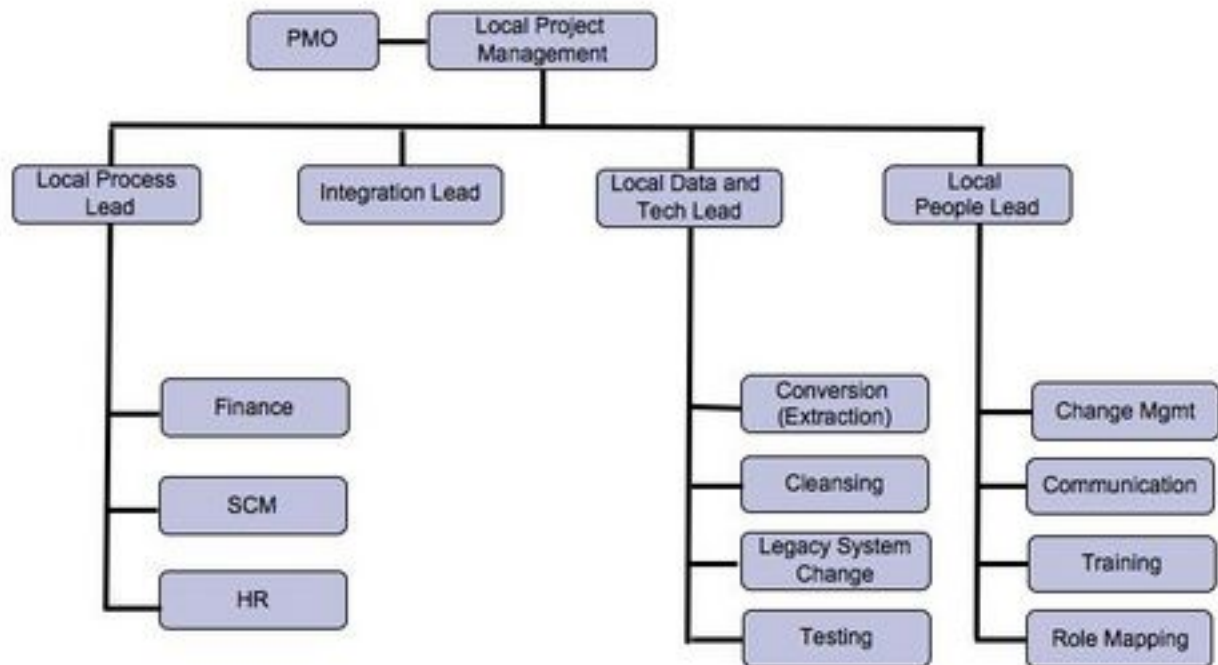 PMO
Local Project
Management
Local Process
Lead
Integration Lead
Local Data and
Tech Lead
Local
People Lead
Finance
SCM
HR
Conversion
(Extraction)
Cleansing
Legacy System
Change
Testing
Change Mgmt
Communication
Training
Role Mapping